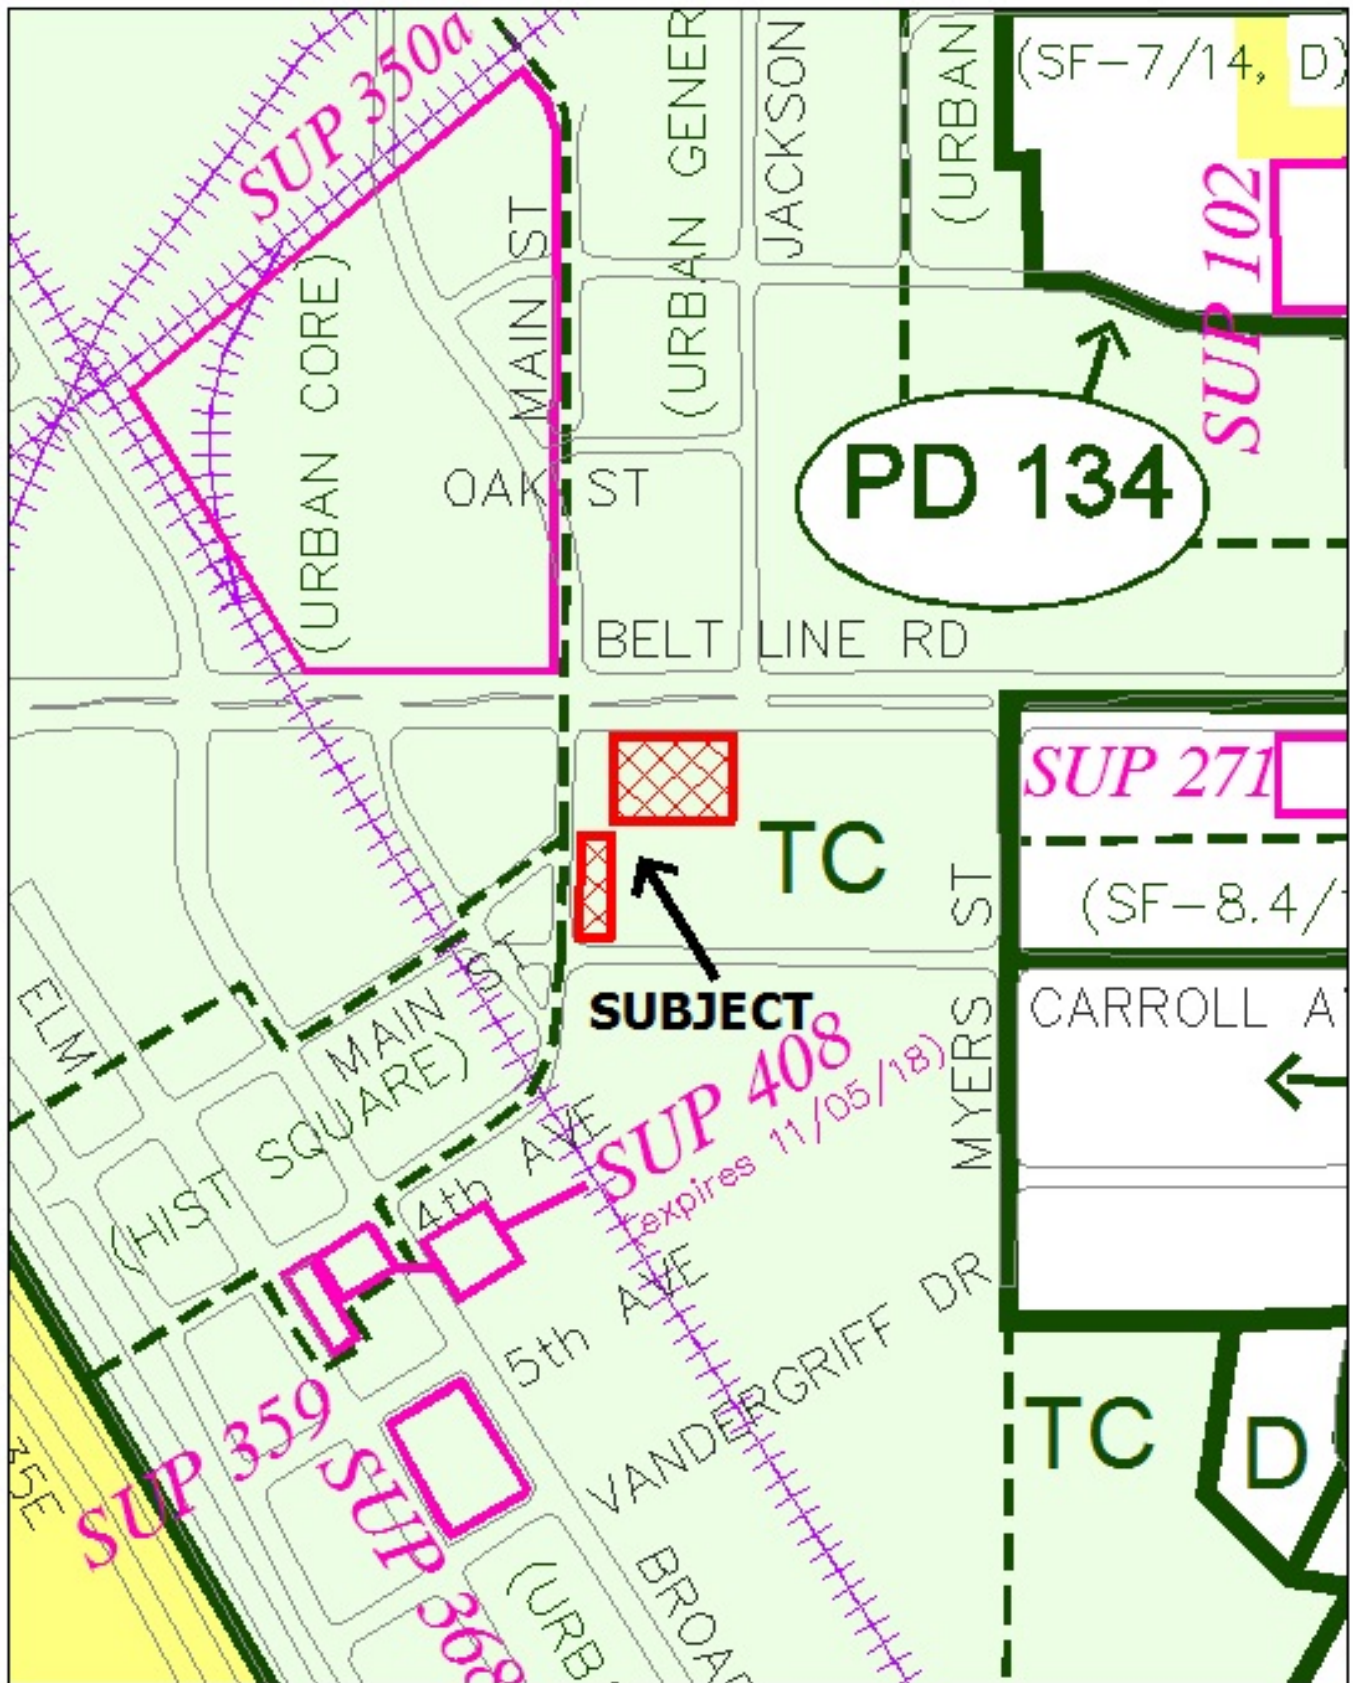 SUP 350a
(URBAN CORE)
MAIN ST
(URBAN GENER
JACKSON
(URBAN
(SF-7/14, D)
SUP 102
PD 134
OAK ST
BELT LINE RD
SUP 271
TC
ST
(SF-8.4/
SUBJECT
ELM
MAIN ST
(HIST SQUARE)
MYERS
CARROLL A
SUP 408
(expires 11/05/18)
4th AVE
5th AVE
VANDERGRIFF DR
SUP 359
SUP 368
35E
(URB
BROA
TC
D